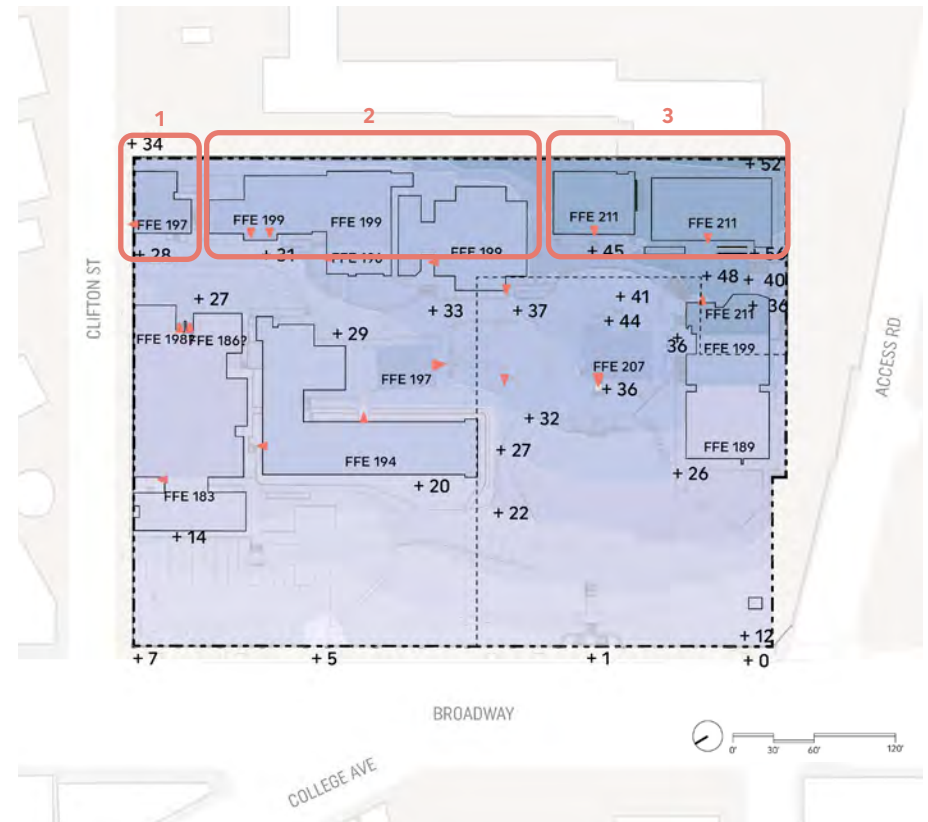 1
2
3
+ 34
+ 52
FFE 197
FFE 199
FFE 199
FFE 211
FFE 211
+ 28
+ 31
FFE 199
+ 45
+ 48
+ 40
+ 27
+ 33
+ 37
+ 41
+ 44
FFE 211
36
+ 29
36
FFE 199
CLIFTON ST
FFE 197
FFE 207
+ 36
ACCESS RD
+ 32
+ 27
FFE 189
FFE 194
+ 26
+ 20
FFE 183
+ 22
+ 14
+ 12
+ 7
+ 5
+ 1
+ 0
BROADWAY
0' 30' 60' 120'
COLLEGE AVE